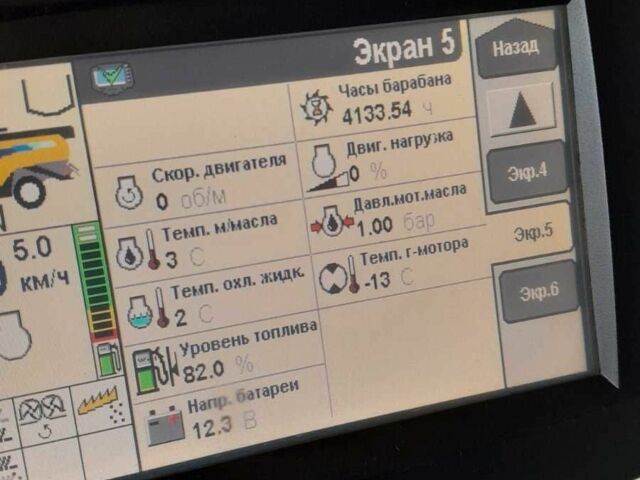 Экран 5
Назад
Часы барабана
4133.54 ч
Скор. двигателя
0 об/м
Двиг. нагрузка
0 %
Экр.4
Темп. м/масла
3 С
Давл.мот.масла
1.00 бар
Экр.5
5.0
км/ч
Темп. охл. жидк.
2 С
Темп. г-мотора
-13 С
Экр.6
Уровень топлива
82.0 %
Напр. батареи
12.3 В